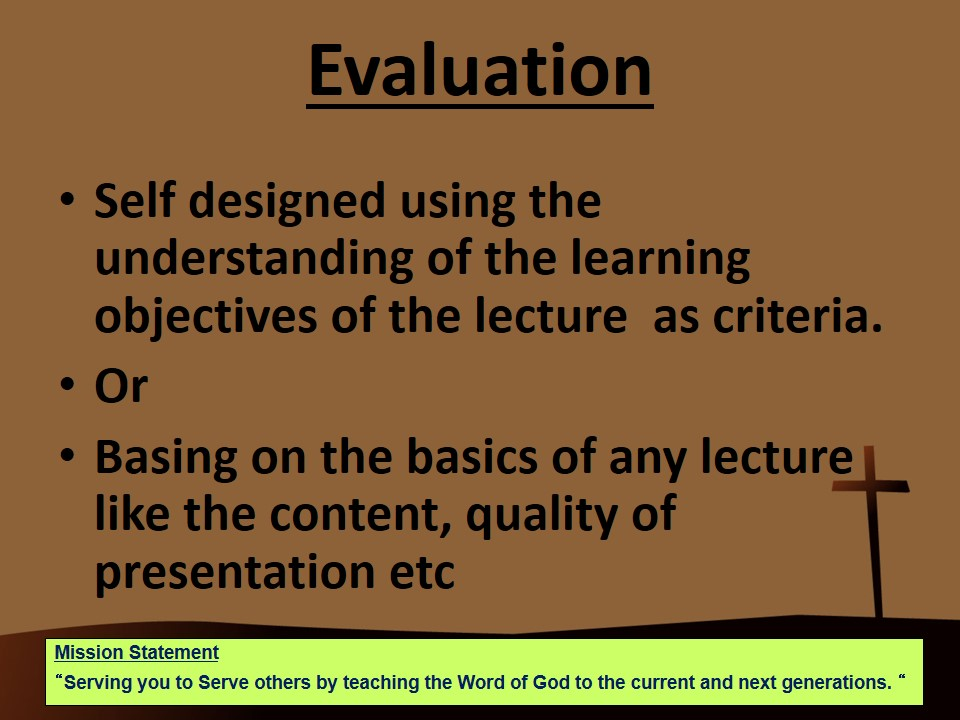 Evaluation
• Self designed using the
understanding of the learning
objectives of the lecture  as criteria.
• Or
• Basing on the basics of any lecture
like the content, quality of
presentation etc
Mission Statement
“Serving you to Serve others by teaching the Word of God to the current and next generations. “